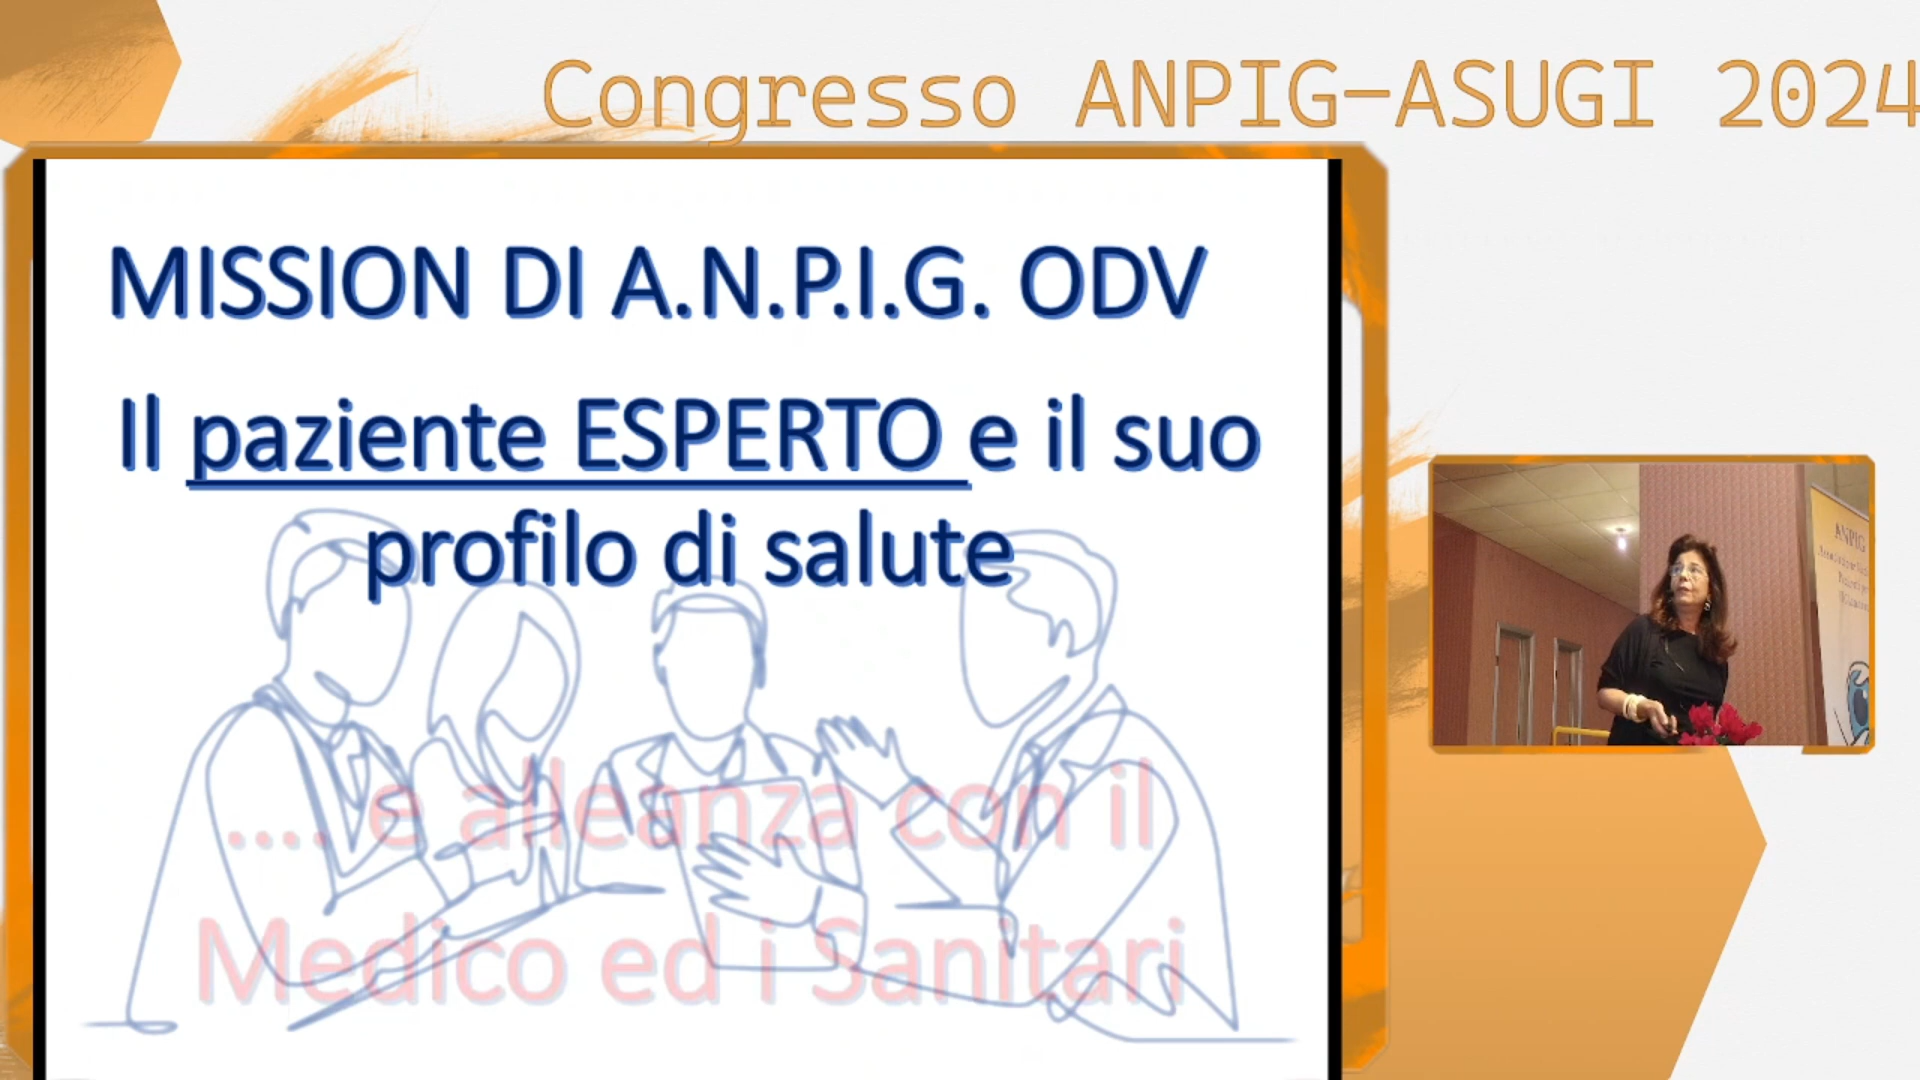 Congresso ANPIG-ASUGI 2024
MISSION DI A.N.P.I.G. ODV
Il paziente ESPERTO e il suo
profilo di salute
.... e alleanza con il
Medico ed i Sanitari
ANPIG